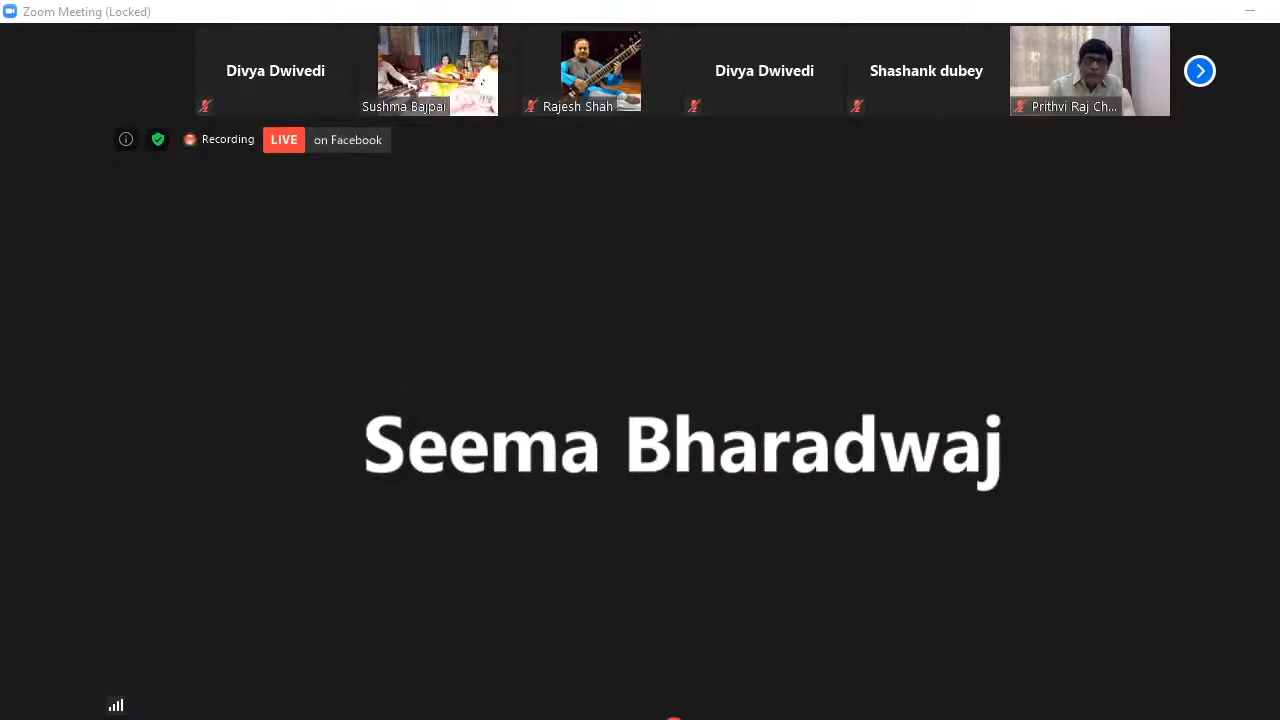 Zoom Meeting (Locked)
Divya Dwivedi
Sushma Bajpai
Rajesh Shah
Divya Dwivedi
Shashank dubey
Prithvi Raj Ch...
Recording
LIVE
on Facebook
Seema Bharadwaj